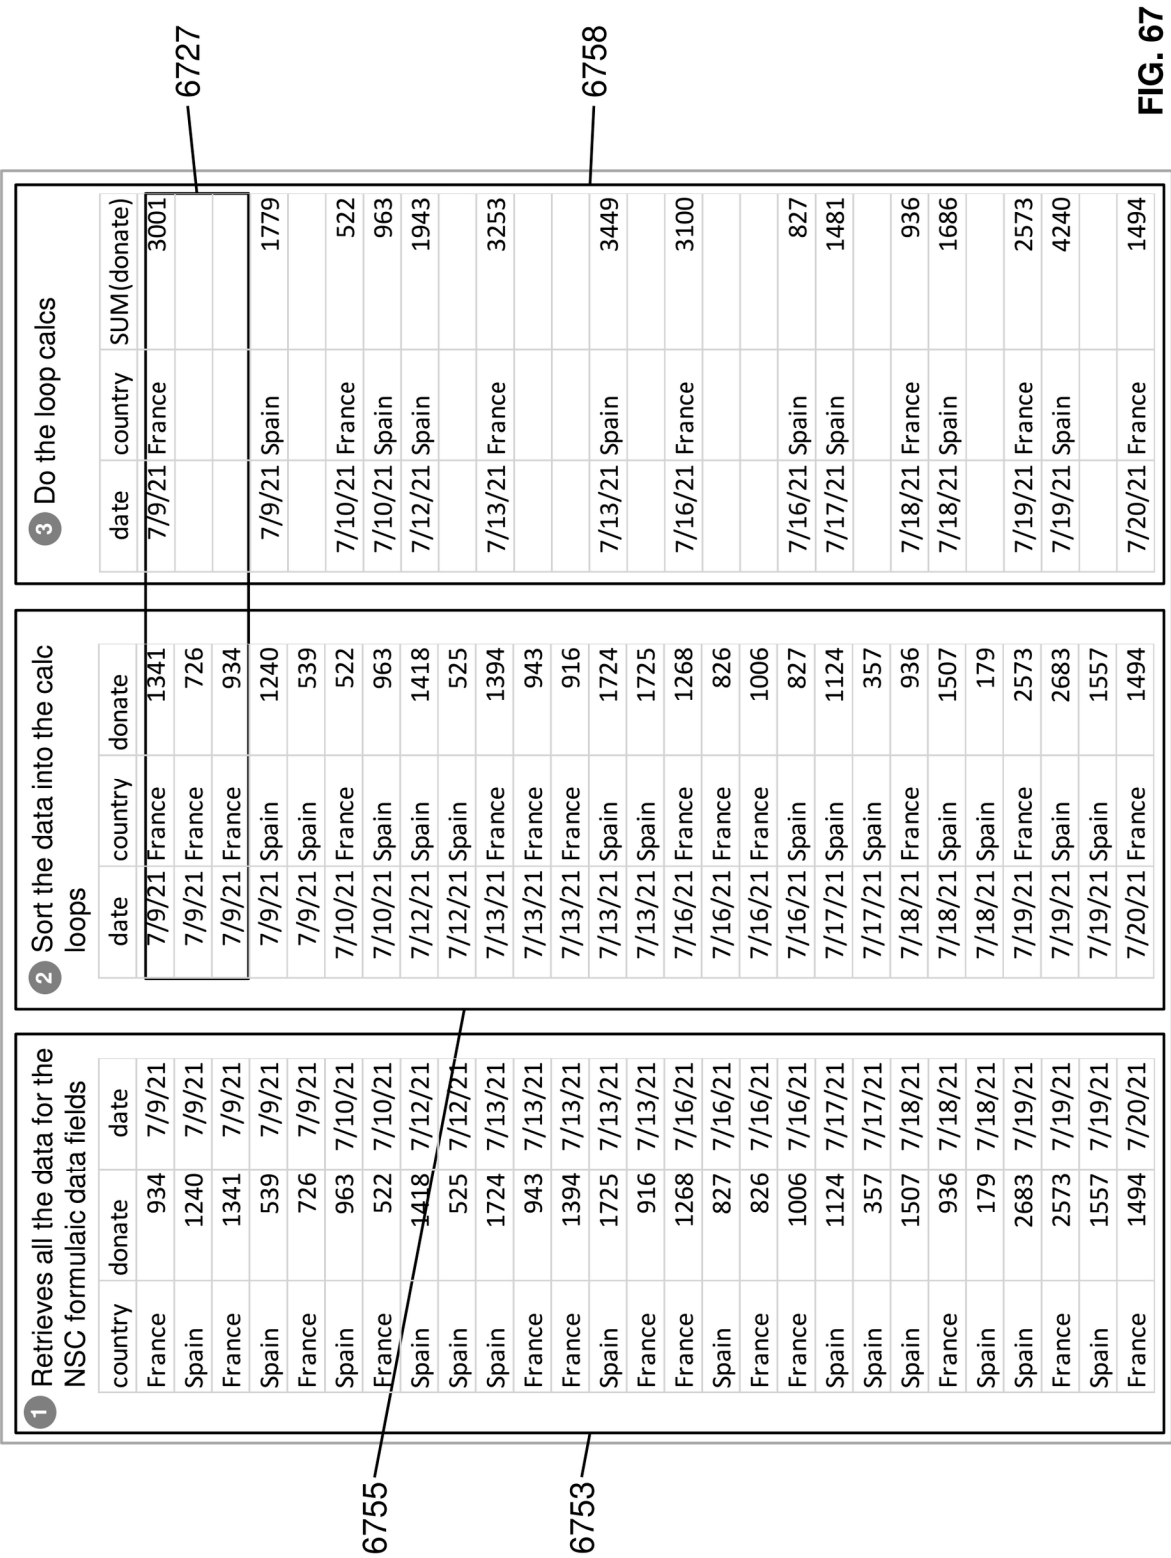 1 Retrieves all the data for the
NSC formulaic data fields
country donate date
France 934 7/9/21
Spain 1240 7/9/21
France 1341 7/9/21
Spain 539 7/9/21
France 726 7/9/21
Spain 963 7/10/21
France 522 7/10/21
Spain 1418 7/12/21
Spain 525 7/12/21
Spain 1724 7/13/21
France 943 7/13/21
France 1394 7/13/21
Spain 1725 7/13/21
France 916 7/13/21
France 1268 7/16/21
Spain 827 7/16/21
France 826 7/16/21
France 1006 7/16/21
Spain 1124 7/17/21
Spain 357 7/17/21
Spain 1507 7/18/21
France 936 7/18/21
Spain 179 7/18/21
Spain 2683 7/19/21
France 2573 7/19/21
Spain 1557 7/19/21
France 1494 7/20/21
2 Sort the data into the calc
loops
date country donate
7/9/21 France 1341
7/9/21 France 726
7/9/21 France 934
7/9/21 Spain 1240
7/9/21 Spain 539
7/10/21 France 522
7/10/21 Spain 963
7/12/21 Spain 1418
7/12/21 Spain 525
7/13/21 France 1394
7/13/21 France 943
7/13/21 France 916
7/13/21 Spain 1724
7/13/21 Spain 1725
7/16/21 France 1268
7/16/21 France 826
7/16/21 France 1006
7/16/21 Spain 827
7/17/21 Spain 1124
7/17/21 Spain 357
7/18/21 France 936
7/18/21 Spain 1507
7/18/21 Spain 179
7/19/21 France 2573
7/19/21 Spain 2683
7/19/21 Spain 1557
7/20/21 France 1494
3 Do the loop calcs
date country SUM(donate)
7/9/21 France 3001
7/9/21 Spain 1779
7/10/21 France 522
7/10/21 Spain 963
7/12/21 Spain 1943
7/13/21 France 3253
7/13/21 Spain 3449
7/16/21 France 3100
7/16/21 Spain 827
7/17/21 Spain 1481
7/18/21 France 936
7/18/21 Spain 1686
7/19/21 France 2573
7/19/21 Spain 4240
7/20/21 France 1494
6755
6753
6727
6758
FIG. 67